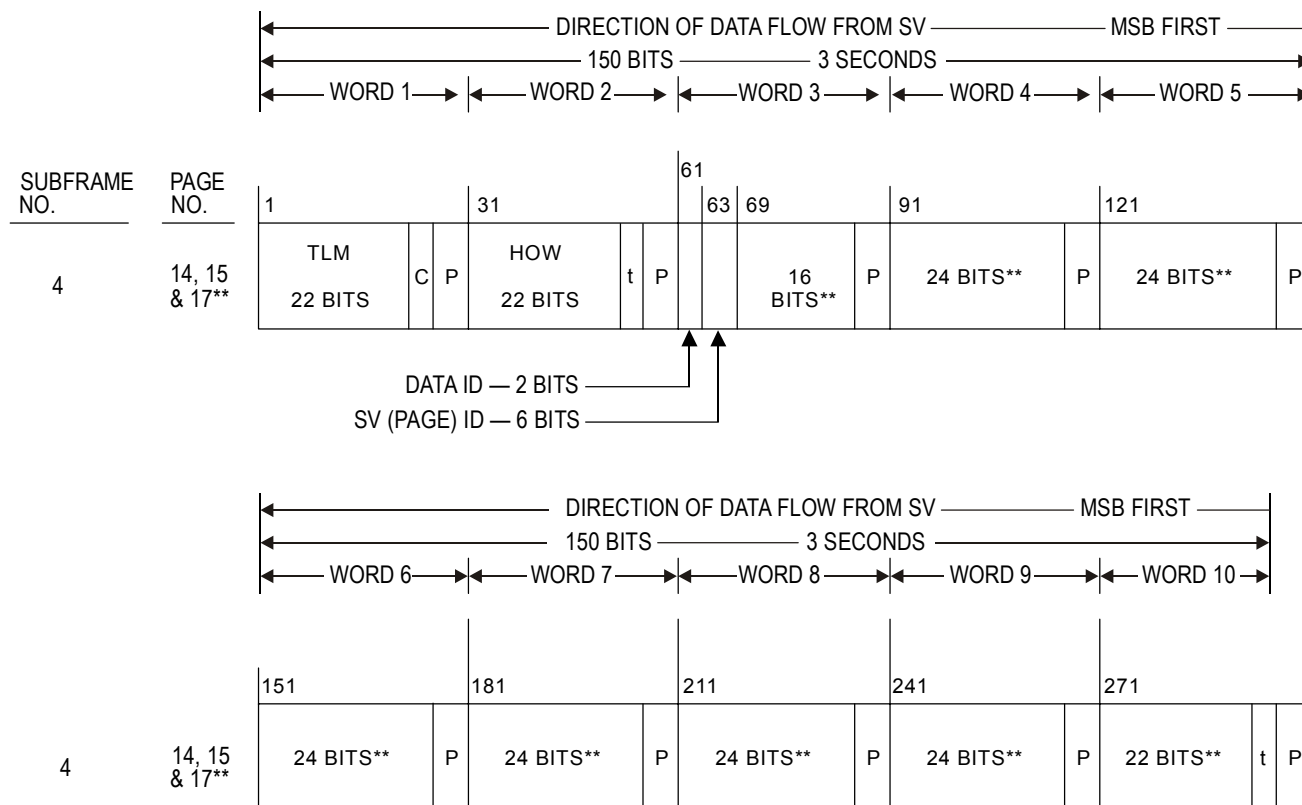 DIRECTION OF DATA FLOW FROM SV MSB FIRST
150 BITS 3 SECONDS
WORD 1 WORD 2 WORD 3 WORD 4 WORD 5
61
SUBFRAME NO. PAGE NO. 1 31 63 69 91 121
4 14, 15 & 17** TLM 22 BITS C P HOW 22 BITS t P 16 BITS** P 24 BITS** P 24 BITS** P
DATA ID — 2 BITS
SV (PAGE) ID — 6 BITS
DIRECTION OF DATA FLOW FROM SV MSB FIRST
150 BITS 3 SECONDS
WORD 6 WORD 7 WORD 8 WORD 9 WORD 10
151 181 211 241 271
4 14, 15 & 17** 24 BITS** P 24 BITS** P 24 BITS** P 24 BITS** P 22 BITS** t P